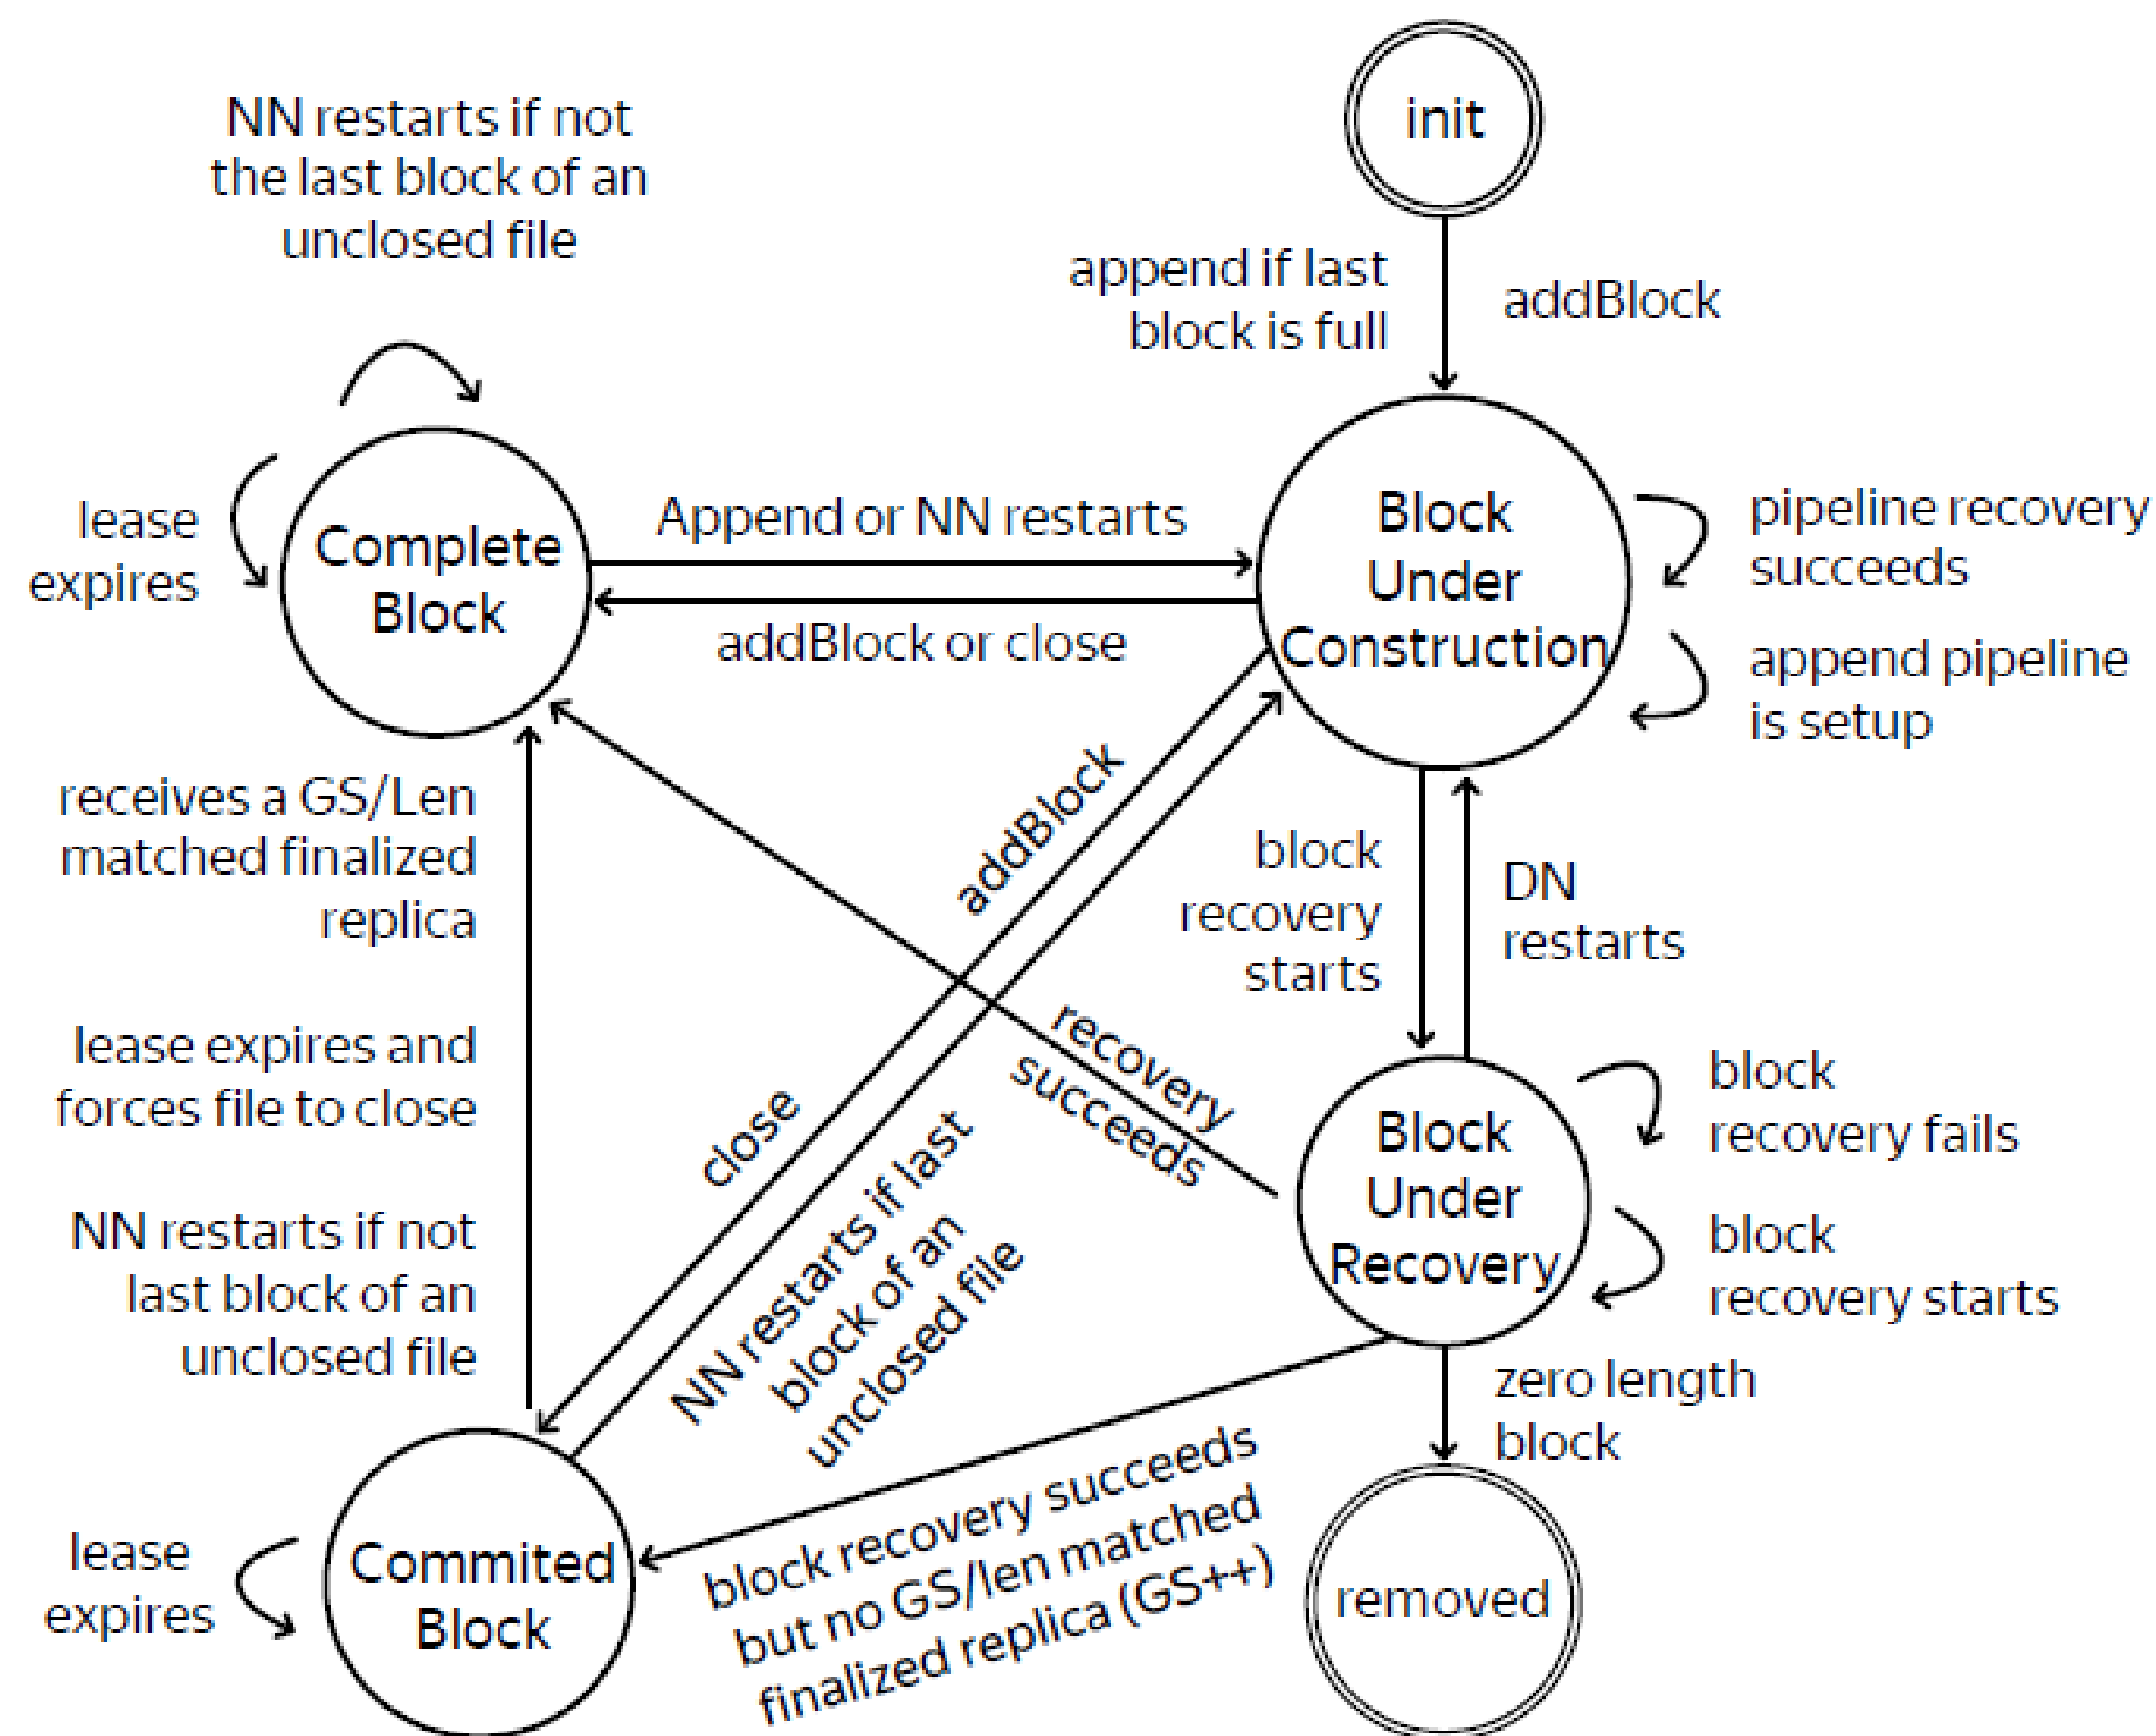 init
NN restarts if not
the last block of an
unclosed file
append if last
block is full
addBlock
lease
expires
Complete
Block
Append or NN restarts
addBlock or close
Block
Under
Construction
pipeline recovery
succeeds
append pipeline
is setup
receives a GS/Len
matched finalized
replica
lease expires and
forces file to close
NN restarts if not
last block of an
unclosed file
addBlock
close
NN restarts if last
block of an
unclosed file
recovery
succeeds
block
recovery
starts
DN
restarts
Block
Under
Recovery
block
recovery fails
block
recovery starts
zero length
block
block recovery succeeds
but no GS/len matched
finalized replica (GS++)
lease
expires
Commited
Block
removed